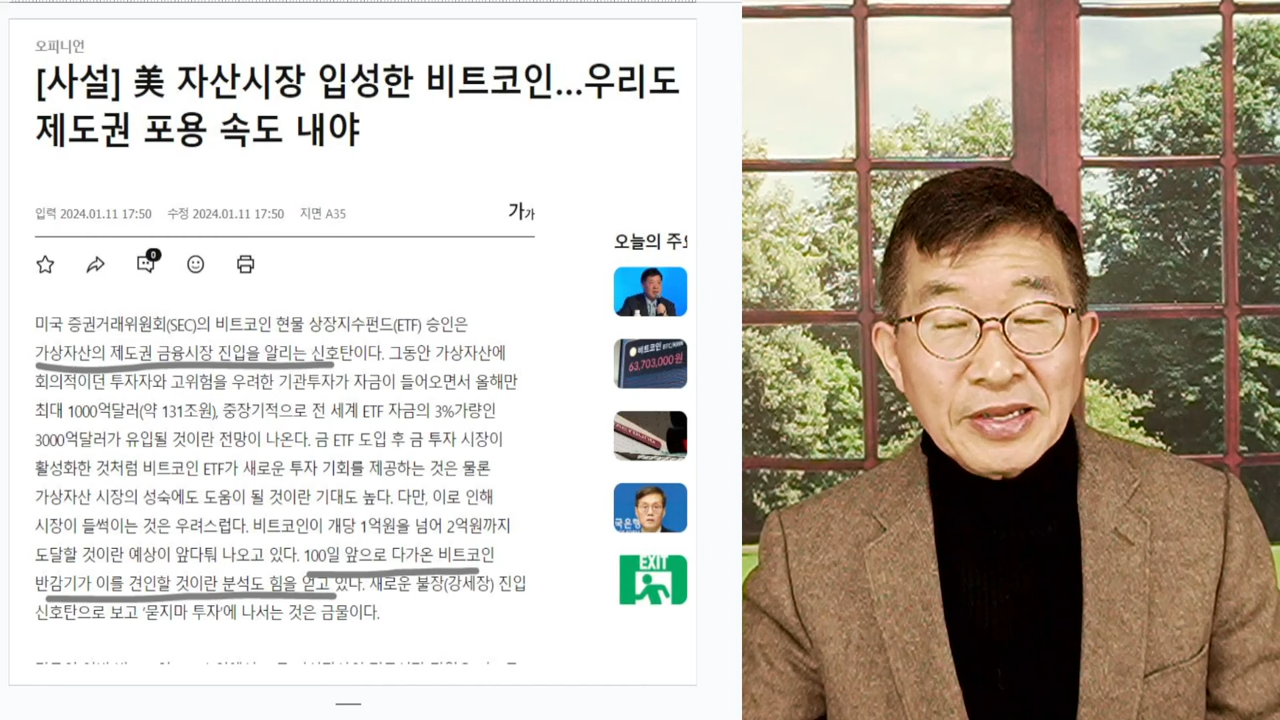 오피니언
[사설] 美 자산시장 입성한 비트코인...우리도
제도권 포용 속도 내야
입력 2024.01.11 17:50 수정 2024.01.11 17:50 지면 A35
가가
0
오늘의 주요
미국 증권거래위원회(SEC)의 비트코인 현물 상장지수펀드(ETF) 승인은
가상자산의 제도권 금융시장 진입을 알리는 신호탄이다. 그동안 가상자산에
회의적이던 투자자와 고위험을 우려한 기관투자가 자금이 들어오면서 올해만
최대 1000억달러(약 131조원), 중장기적으로 전 세계 ETF 자금의 3%가량인
3000억달러가 유입될 것이란 전망이 나온다. 금 ETF 도입 후 금 투자 시장이
활성화한 것처럼 비트코인 ETF가 새로운 투자 기회를 제공하는 것은 물론
가상자산 시장의 성숙에도 도움이 될 것이란 기대도 높다. 다만, 이로 인해
시장이 들썩이는 것은 우려스럽다. 비트코인이 개당 1억원을 넘어 2억원까지
도달할 것이란 예상이 앞다퉈 나오고 있다. 100일 앞으로 다가온 비트코인
반감기가 이를 견인할 것이란 분석도 힘을 얻고 있다. 새로운 불장(강세장) 진입
신호탄으로 보고 ‘묻지마 투자’에 나서는 것은 금물이다.
비트코인 BTC/KRW
63,703,000원
국은행
EXIT